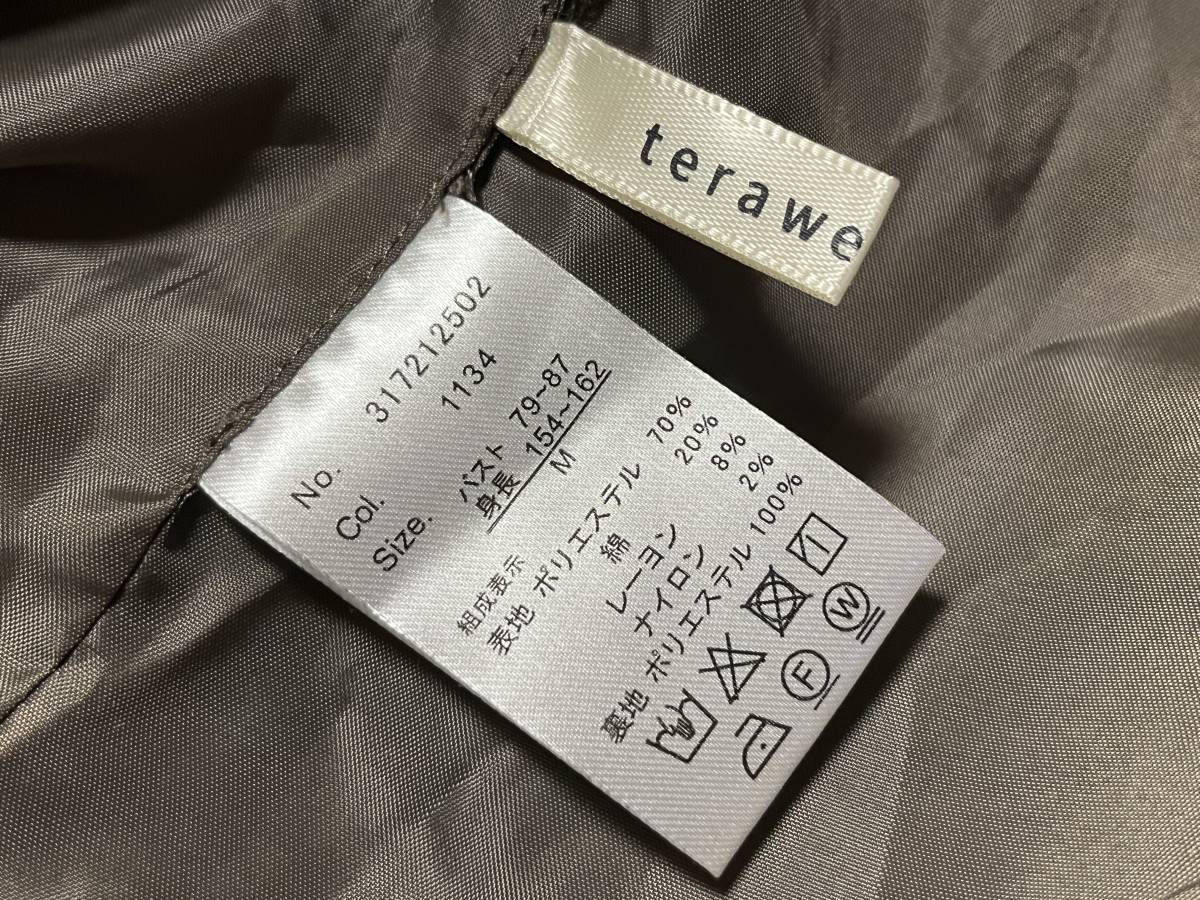 terawe
No. 317212502
Col. 1134
Size. バスト 79~87
身長 154~162
M
組成表示
表地 ポリエステル 70%
綿 20%
レーヨン 8%
ナイロン 2%
裏地 ポリエステル 100%
W
F